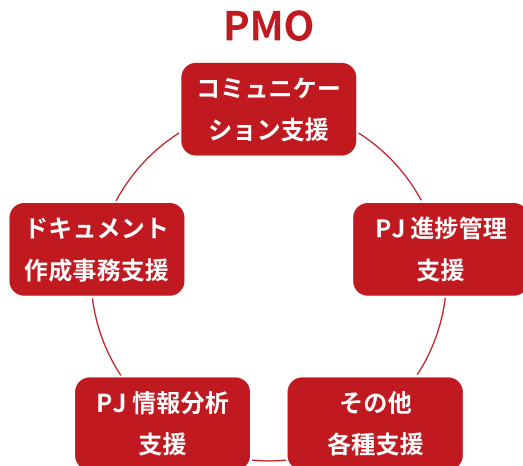 PMO
コミュニケー
ション支援
ドキュメント
作成事務支援
PJ 進捗管理
支援
PJ 情報分析
支援
その他
各種支援